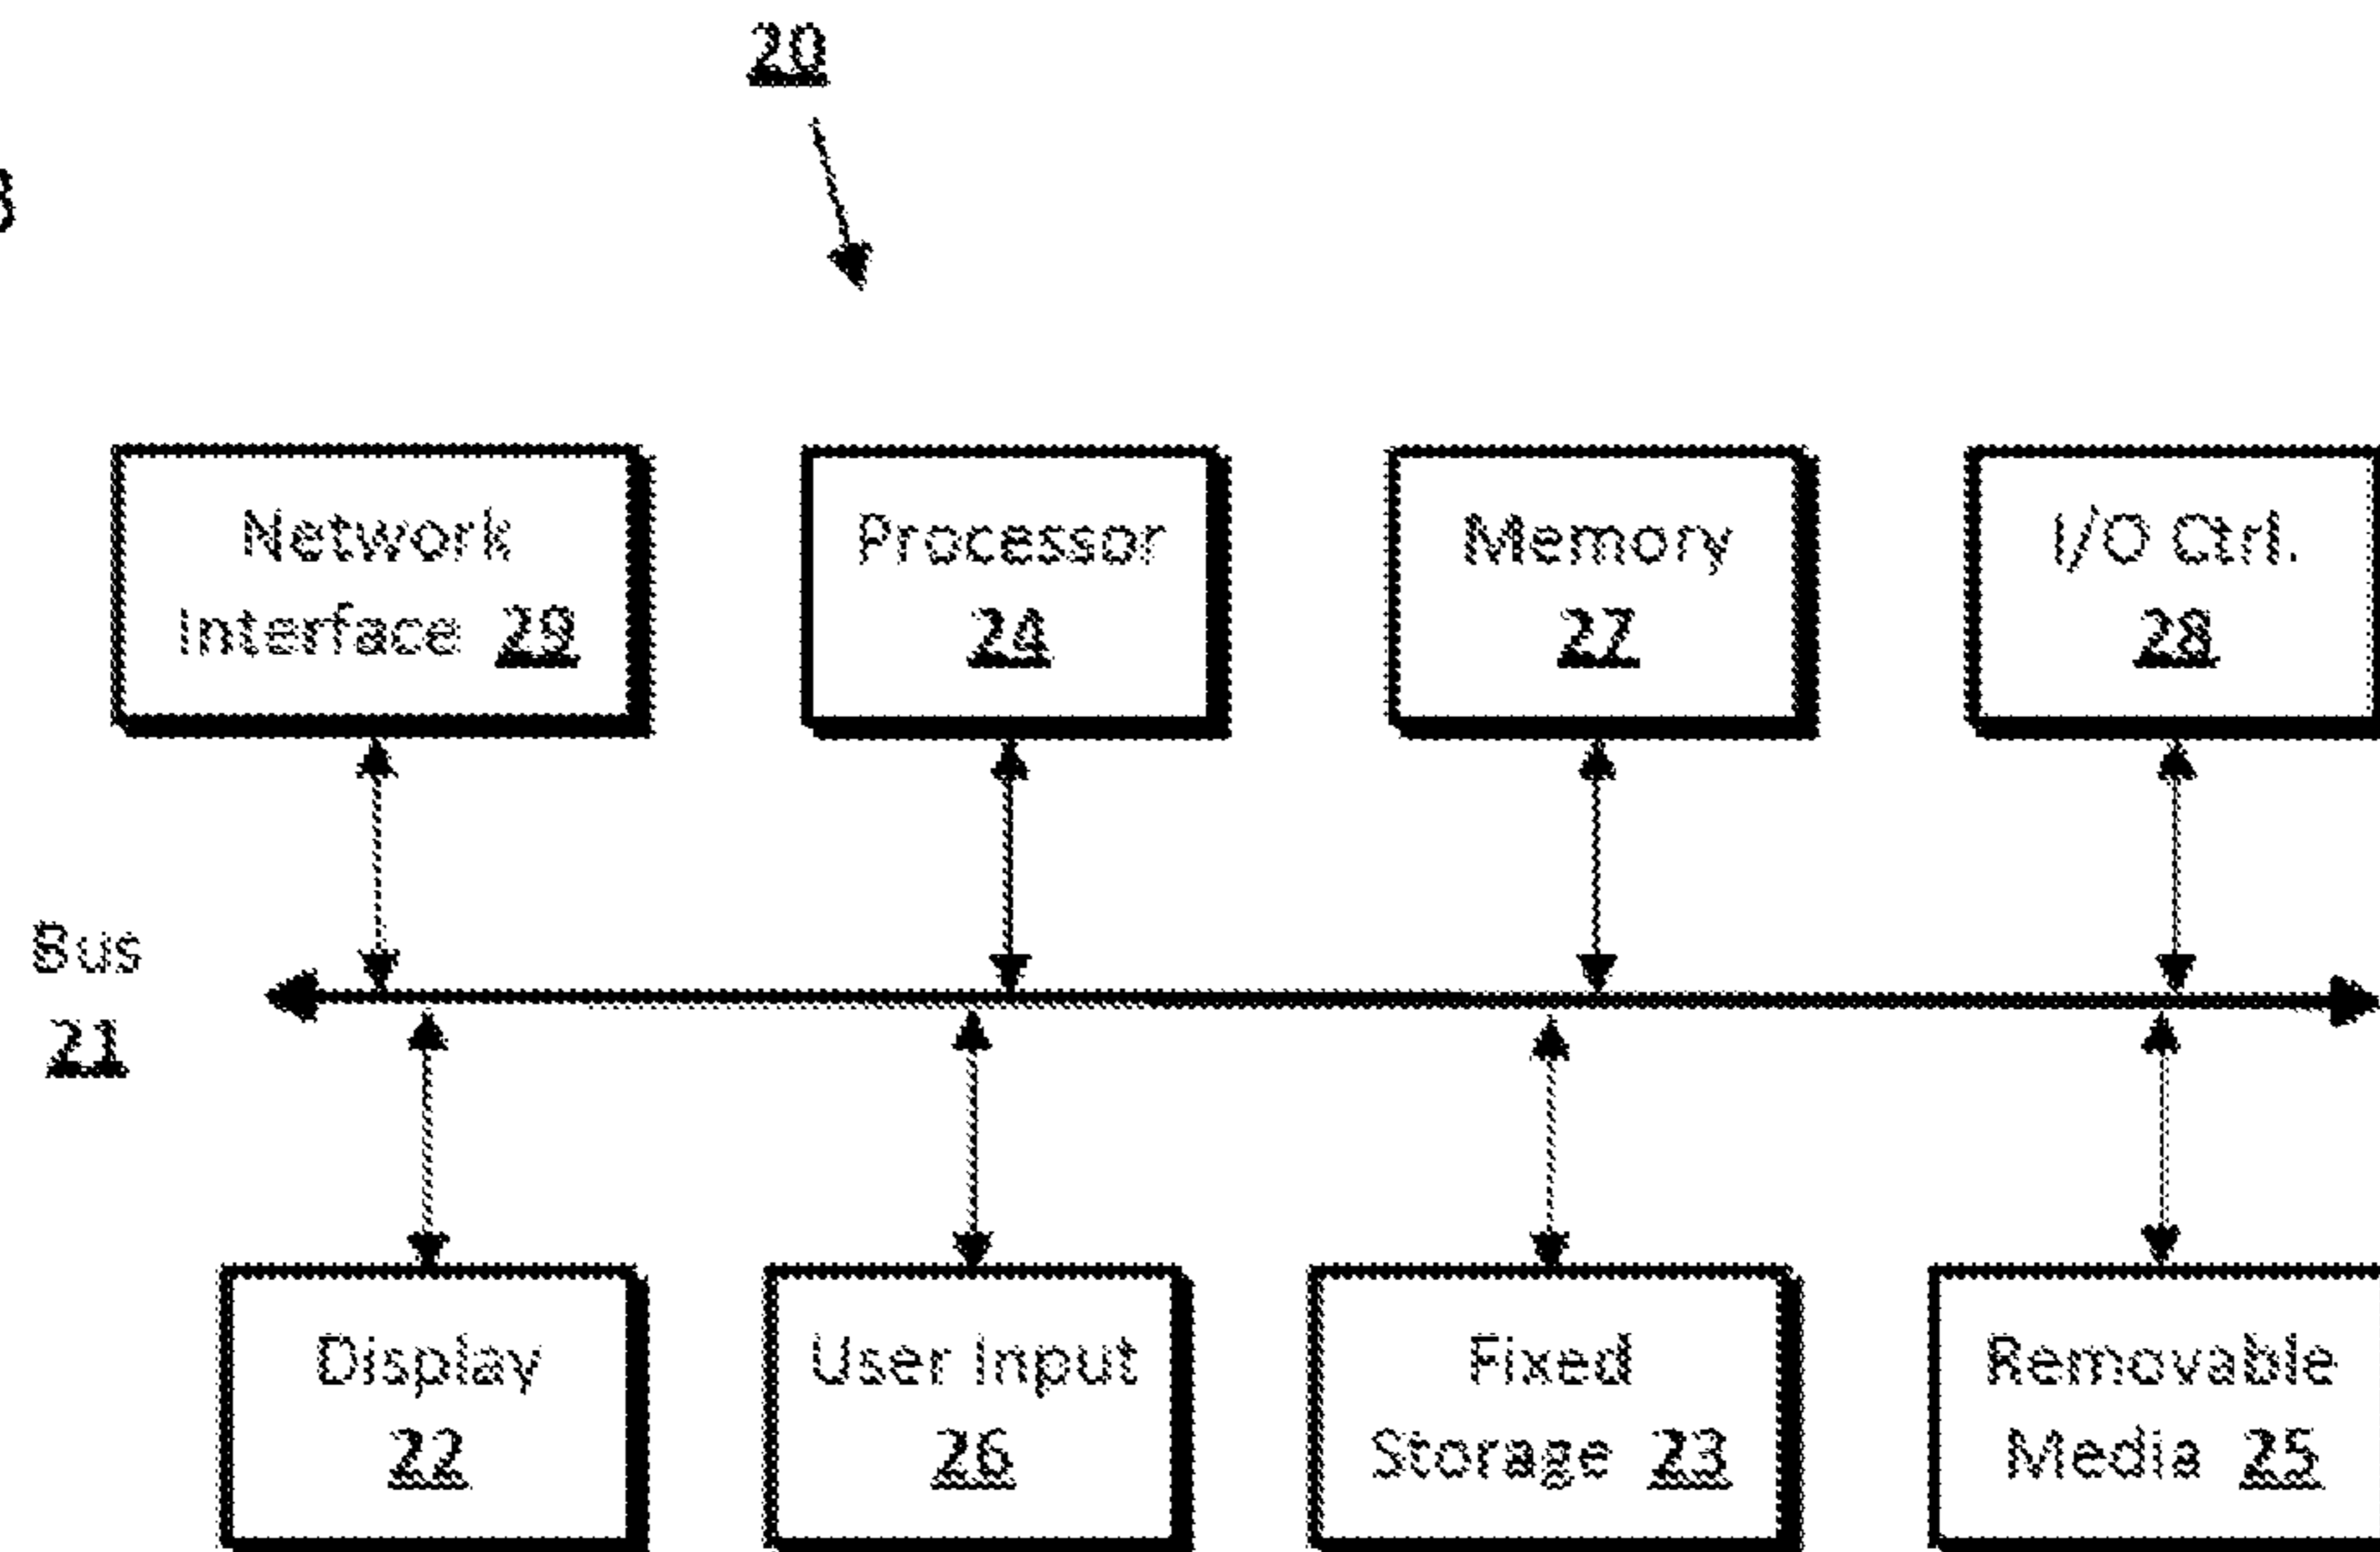 20
Network
Interface 29
Processor
24
Memory
27
I/O Ctrl.
28
Bus
21
Display
22
User Input
26
Fixed
Storage 23
Removable
Media 25